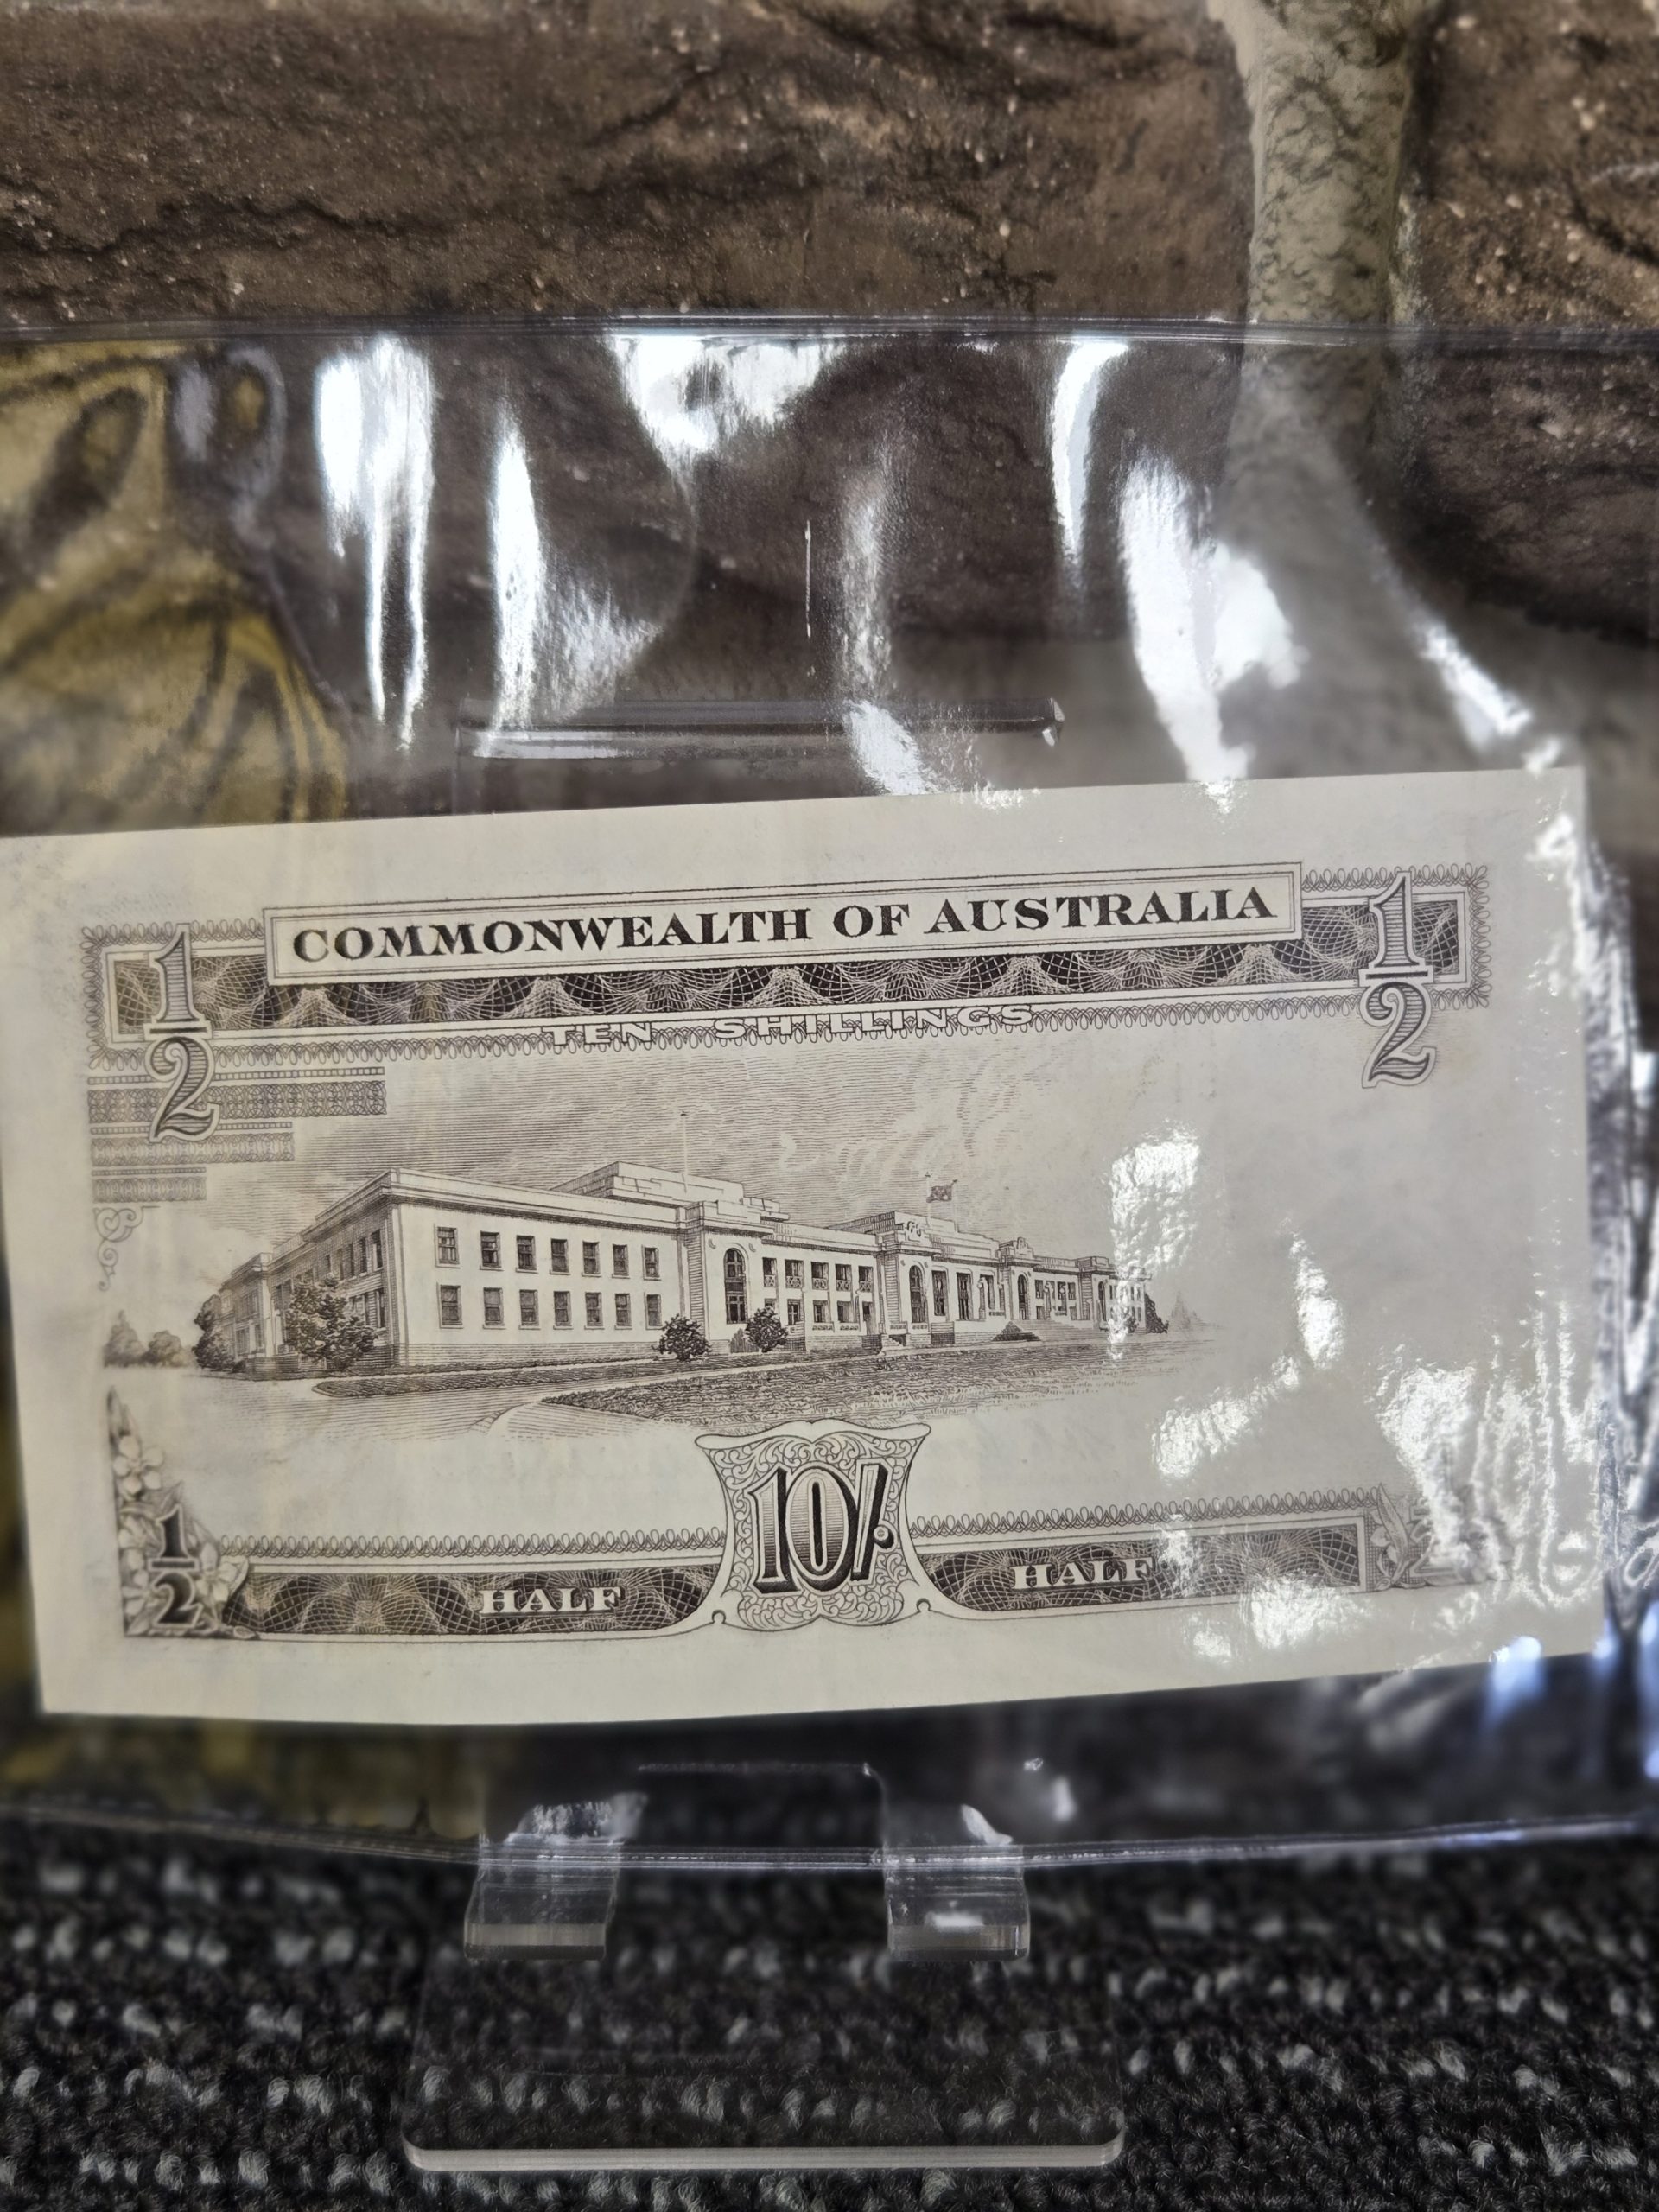 COMMONWEALTH OF AUSTRALIA
1/2
1/2
TEN SHILLINGS
10/.
1/2
HALF
HALF